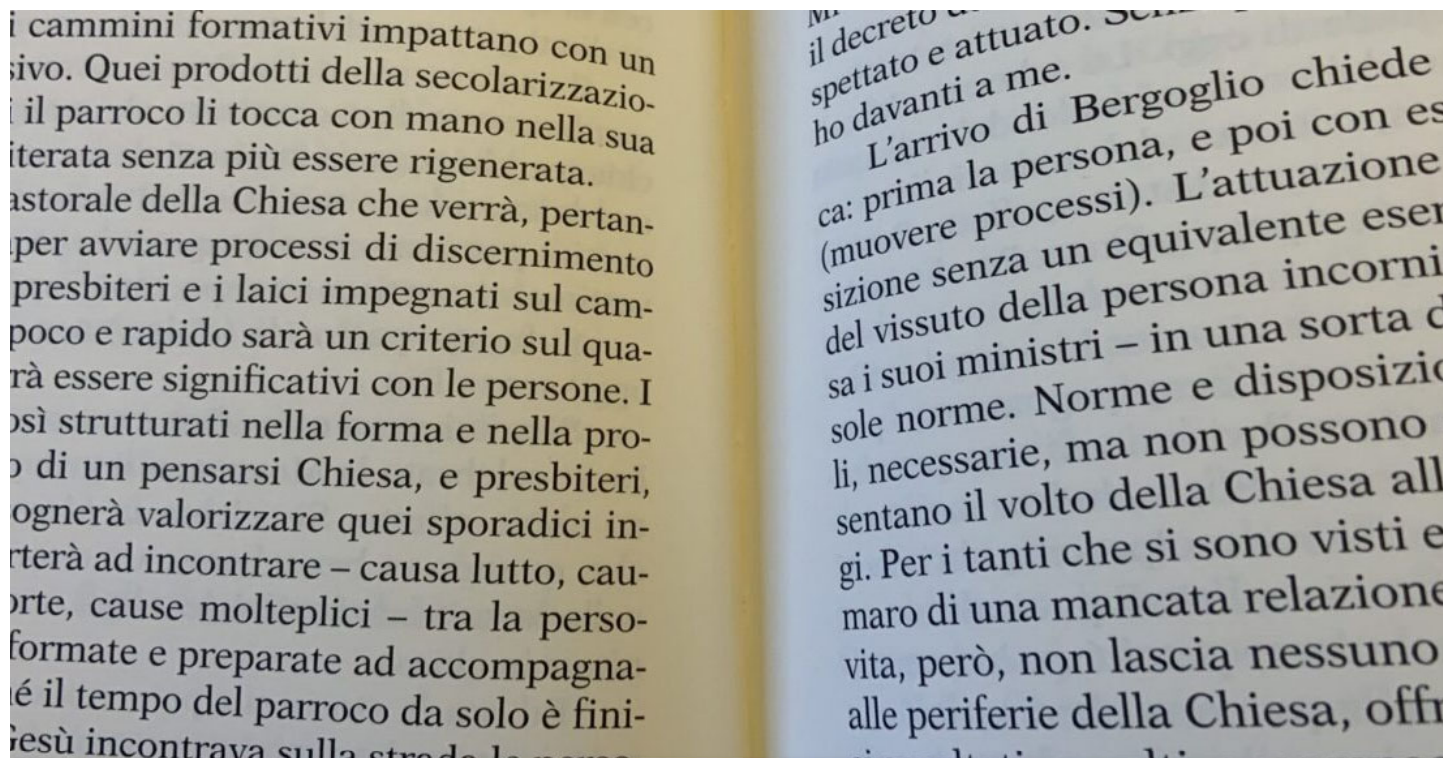 i cammini formativi impattano con un
sivo. Quei prodotti della secolarizzazio-
i il parroco li tocca con mano nella sua
iterata senza più essere rigenerata.
astorale della Chiesa che verrà, pertan-
per avviare processi di discernimento
presbiteri e i laici impegnati sul cam-
poco e rapido sarà un criterio sul qua-
rà essere significativi con le persone. I
osì strutturati nella forma e nella pro-
o di un pensarsi Chiesa, e presbiteri,
ognerà valorizzare quei sporadici in-
rterà ad incontrare – causa lutto, cau-
orte, cause molteplici – tra la perso-
formate e preparate ad accompagna-
é il tempo del parroco da solo è fini-
Gesù incontrava sulla strada le
il decreto
spettato e attuato.
ho davanti a me.
L'arrivo di Bergoglio chiede
ca: prima la persona, e poi con es
(muovere processi). L'attuazione
sizione senza un equivalente eser
del vissuto della persona incorni
sa i suoi ministri – in una sorta d
sole norme. Norme e disposizio
li, necessarie, ma non possono
sentano il volto della Chiesa all
gi. Per i tanti che si sono visti e
maro di una mancata relazione
vita, però, non lascia nessuno
alle periferie della Chiesa, offr